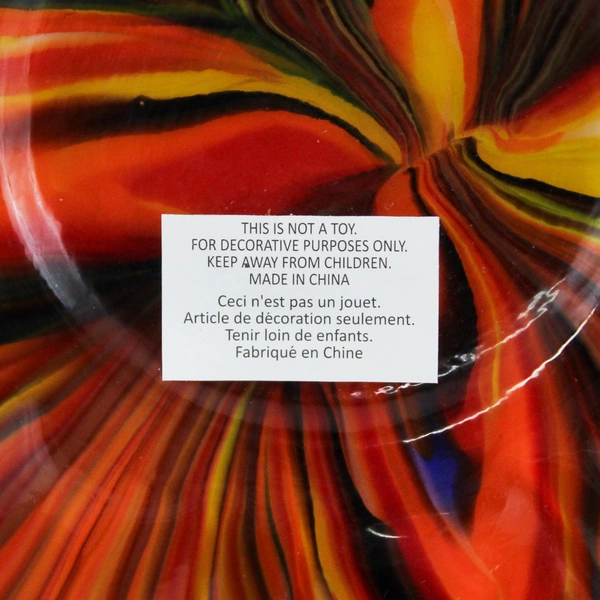 THIS IS NOT A TOY.
FOR DECORATIVE PURPOSES ONLY.
KEEP AWAY FROM CHILDREN.
MADE IN CHINA
Ceci n'est pas un jouet.
Article de décoration seulement.
Tenir loin de enfants.
Fabriqué en Chine